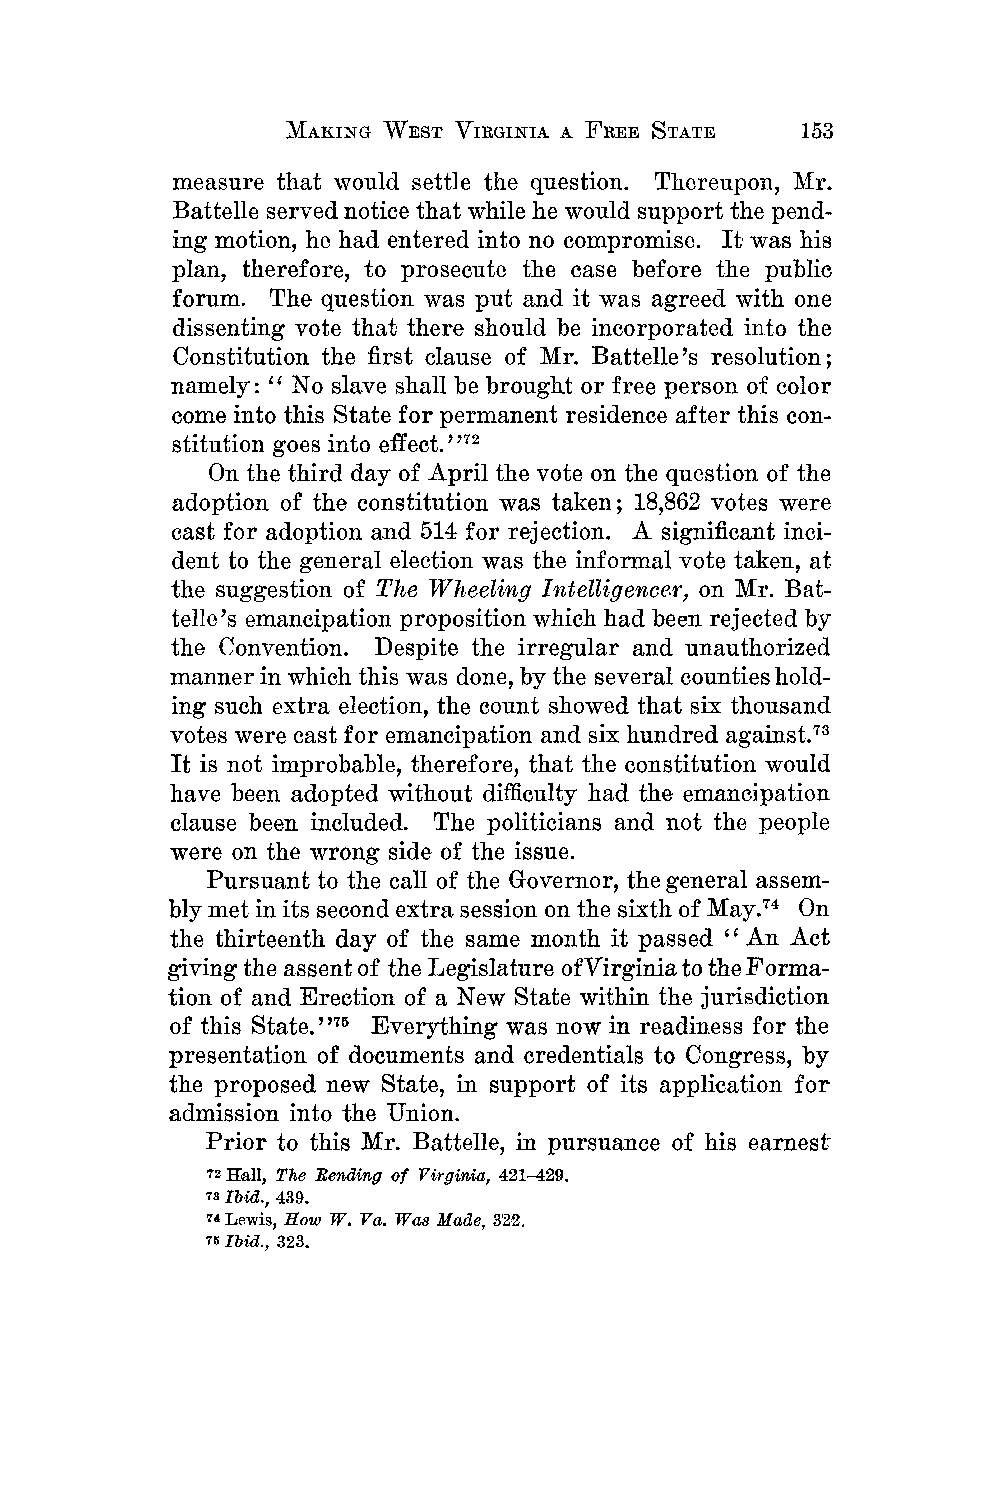 MAKING WEST VIRGINIA A FREE STATE 153
measure that would settle the question. Thereupon, Mr.
Battelle served notice that while he would support the pend-
ing motion, he had entered into no compromise. It was his
plan, therefore, to prosecute the case before the public
forum. The question was put and it was agreed with one
dissenting vote that there should be incorporated into the
Constitution the first clause of Mr. Battelle's resolution;
namely: “ No slave shall be brought or free person of color
come into this State for permanent residence after this con-
stitution goes into effect.”72
On the third day of April the vote on the question of the
adoption of the constitution was taken; 18,862 votes were
cast for adoption and 514 for rejection. A significant inci-
dent to the general election was the informal vote taken, at
the suggestion of The Wheeling Intelligencer, on Mr. Bat-
telle's emancipation proposition which had been rejected by
the Convention. Despite the irregular and unauthorized
manner in which this was done, by the several counties hold-
ing such extra election, the count showed that six thousand
votes were cast for emancipation and six hundred against.73
It is not improbable, therefore, that the constitution would
have been adopted without difficulty had the emancipation
clause been included. The politicians and not the people
were on the wrong side of the issue.
Pursuant to the call of the Governor, the general assem-
bly met in its second extra session on the sixth of May.74 On
the thirteenth day of the same month it passed “ An Act
giving the assent of the Legislature of Virginia to the Forma-
tion of and Erection of a New State within the jurisdiction
of this State.”75 Everything was now in readiness for the
presentation of documents and credentials to Congress, by
the proposed new State, in support of its application for
admission into the Union.
Prior to this Mr. Battelle, in pursuance of his earnest
72 Hall, The Rending of Virginia, 421–429.
73 Ibid., 439.
74 Lewis, How W. Va. Was Made, 322.
75 Ibid., 323.